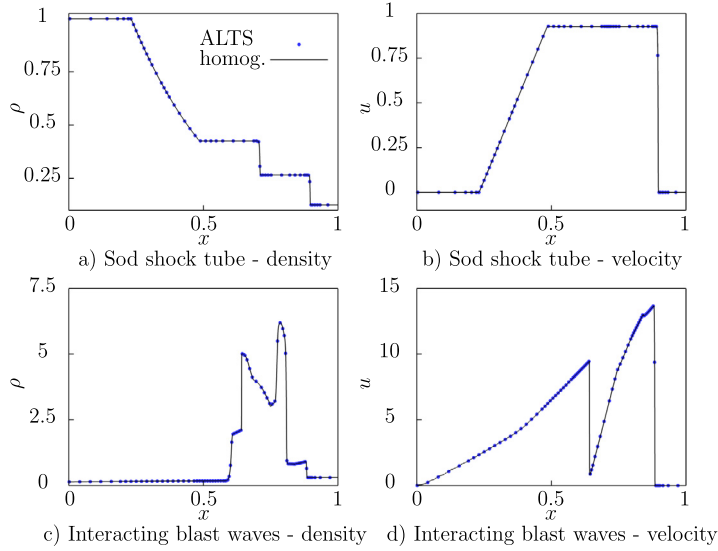 1
0.75
0.5
0.25
ρ
ALTS
homog.
0
0.5
1
x
a) Sod shock tube - density
1
0.75
0.5
0.25
0
u
0
0.5
1
x
b) Sod shock tube - velocity
7.5
5
2.5
0
ρ
0
0.5
1
x
c) Interacting blast waves - density
15
10
5
0
u
0
0.5
1
x
d) Interacting blast waves - velocity